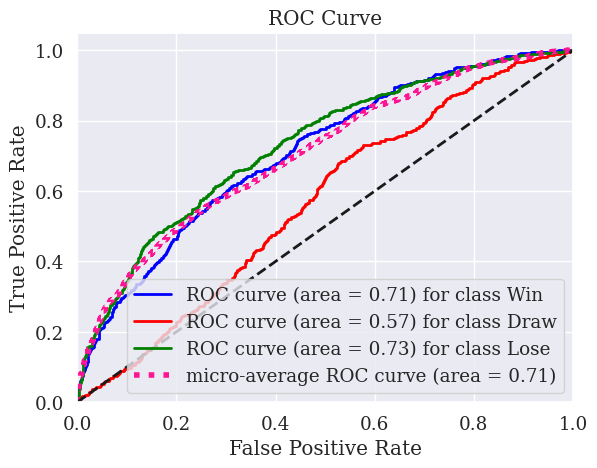 ROC Curve
True Positive Rate
1.0
0.8
0.6
0.4
0.2
0.0
ROC curve (area = 0.71) for class Win
ROC curve (area = 0.57) for class Draw
ROC curve (area = 0.73) for class Lose
micro-average ROC curve (area = 0.71)
0.0 0.2 0.4 0.6 0.8 1.0
False Positive Rate